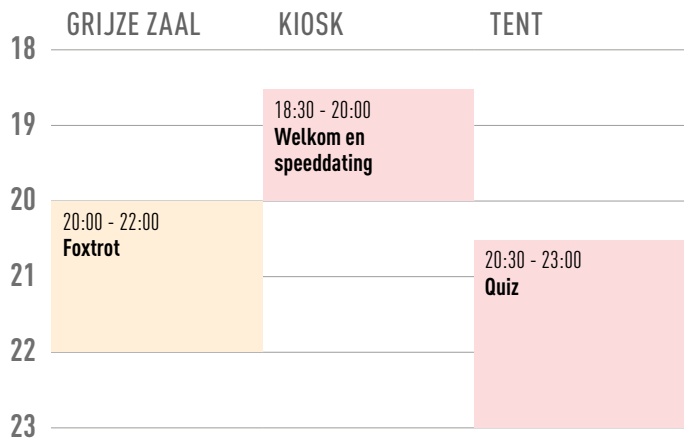 GRIJZE ZAAL KIOSK TENT
18
18:30 - 20:00
19
Welkom en
speeddating
20
20:00 - 22:00
Foxtrot
20:30 - 23:00
21
Quiz
22
23